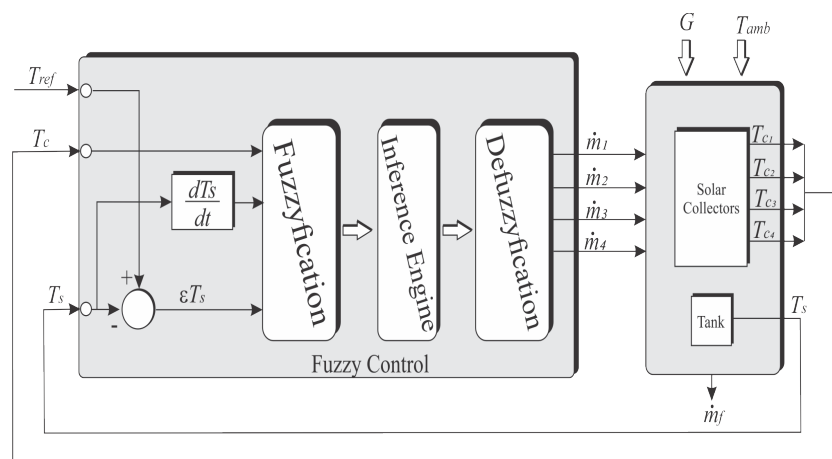 G
Tamb
Tref
Tc
Ts
dTs
dt
+
-
εTs
Fuzzyfication
Inference Engine
Defuzzyfication
Fuzzy Control
ṁ1
ṁ2
ṁ3
ṁ4
Solar
Collectors
Tc1
Tc2
Tc3
Tc4
Tank
Ts
ṁf